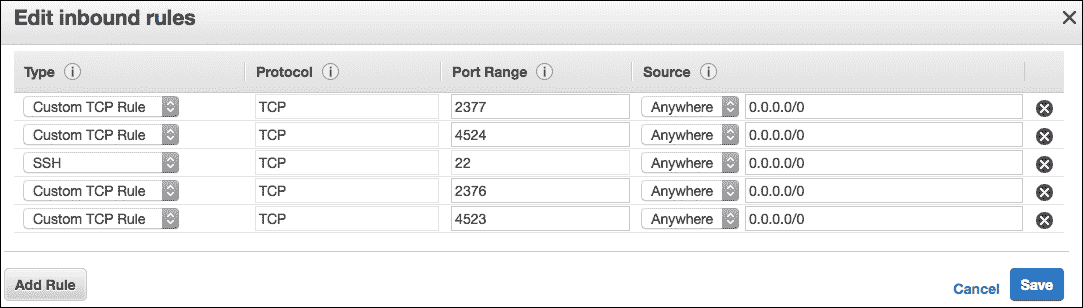 Edit inbound rules
Type Protocol Port Range Source
Custom TCP Rule TCP 2377 Anywhere 0.0.0.0/0
Custom TCP Rule TCP 4524 Anywhere 0.0.0.0/0
SSH TCP 22 Anywhere 0.0.0.0/0
Custom TCP Rule TCP 2376 Anywhere 0.0.0.0/0
Custom TCP Rule TCP 4523 Anywhere 0.0.0.0/0
Add Rule Cancel Save